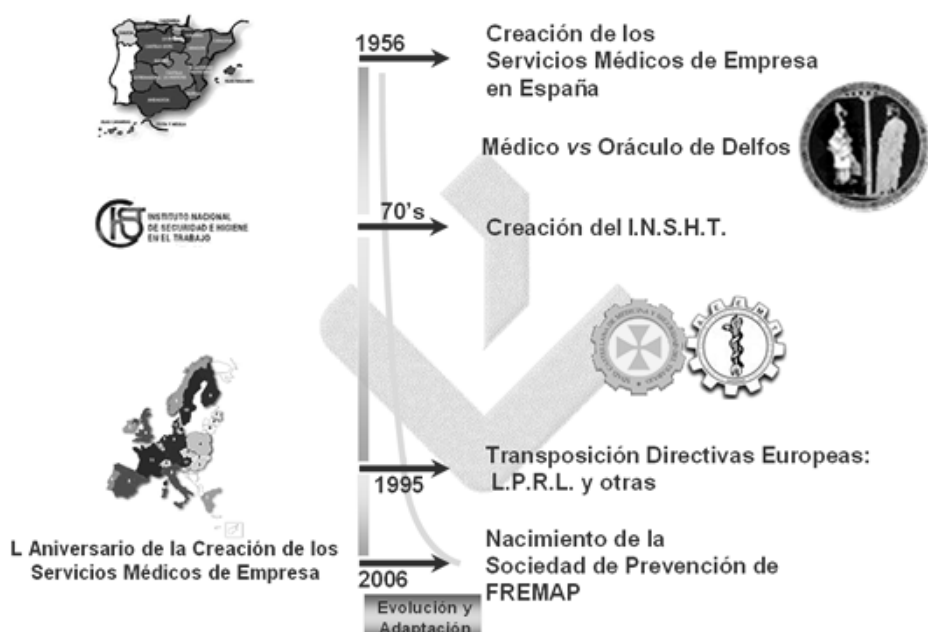 1956
Creación de los
Servicios Médicos de Empresa
en España
Médico vs Oráculo de Delfos
70's
INSTITUTO NACIONAL
DE SEGURIDAD E HIGIENE
EN EL TRABAJO
Creación del I.N.S.H.T.
Transposición Directivas Europeas:
L.P.R.L. y otras
1995
L Aniversario de la Creación de los
Servicios Médicos de Empresa
Nacimiento de la
Sociedad de Prevención de
FREMAP
2006
Evolución y
Adaptación